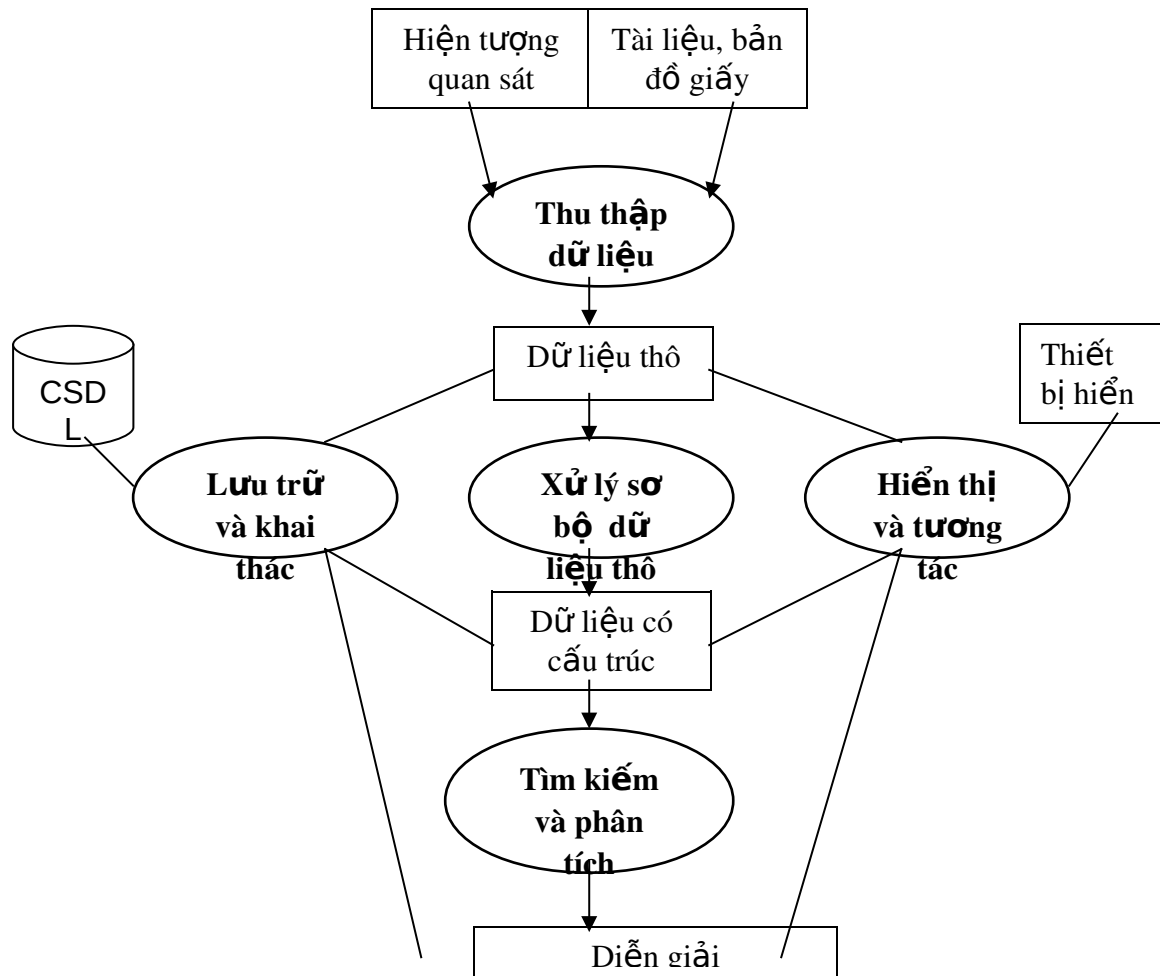 Hiện tượng
quan sát
Tài liệu, bản
đồ giấy
Thu thập
dữ liệu
Dữ liệu thô
CSD
L
Thiết
bị hiển
Lưu trữ
và khai
thác
Xử lý sơ
bộ dữ
liệu thô
Hiển thị
và tương
tác
Dữ liệu có
cấu trúc
Tìm kiếm
và phân
tích
Diễn giải